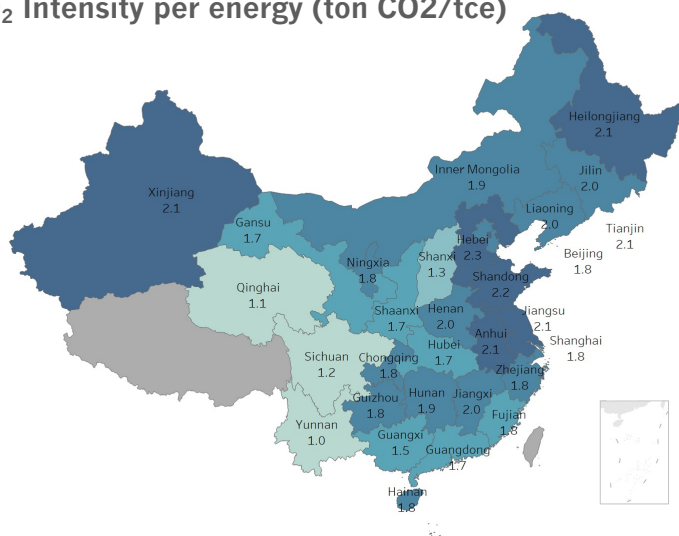 ₂ Intensity per energy (ton CO2/tce)
Heilongjiang
2.1
Jilin
2.0
Inner Mongolia
1.9
Xinjiang
2.1
Liaoning
2.0
Gansu
1.7
Tianjin
2.1
Hebei
2.3
Beijing
1.8
Shanxi
1.3
Ningxia
1.8
Shandong
2.2
Qinghai
1.1
Shaanxi
1.7
Henan
2.0
Jiangsu
2.1
Anhui
2.1
Shanghai
1.8
Hubei
1.7
Sichuan
1.2
Chongqing
1.8
Zhejiang
1.8
Guizhou
1.8
Hunan
1.9
Jiangxi
2.0
Fujian
1.8
Yunnan
1.0
Guangxi
1.5
Guangdong
1.7
Hainan
1.8